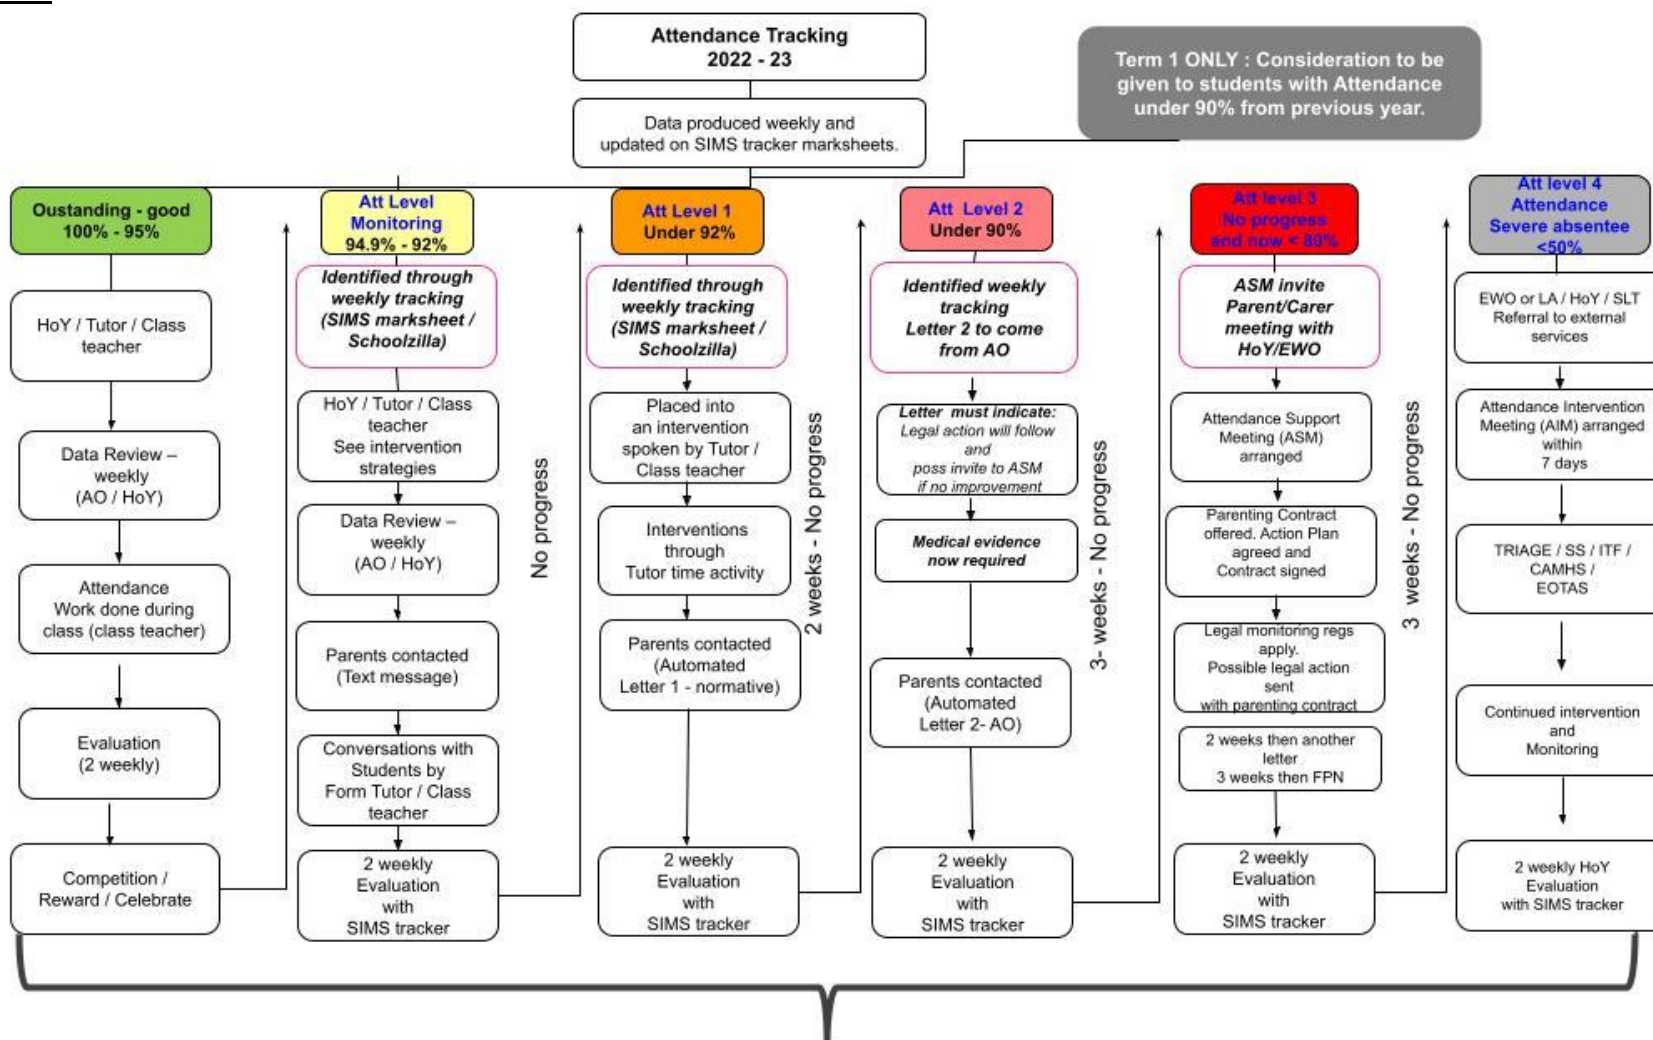 Attendance Tracking
2022 - 23
Term 1 ONLY : Consideration to be
given to students with Attendance
under 90% from previous year.
Data produced weekly and
updated on SIMS tracker marksheets.
Oustanding - good
100% - 95%
HoY / Tutor / Class
teacher
Data Review –
weekly
(AO / HoY)
Attendance
Work done during
class (class teacher)
Evaluation
(2 weekly)
Competition /
Reward / Celebrate
Att Level
Monitoring
94.9% - 92%
Identified through
weekly tracking
(SIMS marksheet /
Schoolzilla)
HoY / Tutor / Class
teacher
See intervention
strategies
Data Review –
weekly
(AO / HoY)
Parents contacted
(Text message)
Conversations with
Students by
Form Tutor / Class
teacher
2 weekly
Evaluation
with
SIMS tracker
No progress
Att Level 1
Under 92%
Identified through
weekly tracking
(SIMS marksheet /
Schoolzilla)
Placed into
an intervention
spoken by Tutor /
Class teacher
Interventions
through
Tutor time activity
Parents contacted
(Automated
Letter 1 - normative)
2 weekly
Evaluation
with
SIMS tracker
2 weeks - No progress
Att Level 2
Under 90%
Identified weekly
tracking
Letter 2 to come
from AO
Letter must indicate:
Legal action will follow
and
poss invite to ASM
if no improvement
Medical evidence
now required
Parents contacted
(Automated
Letter 2- AO)
2 weekly
Evaluation
with
SIMS tracker
3- weeks - No progress
Att level 3
No progress
and now < 80%
ASM invite
Parent/Carer
meeting with
HoY/EWO
Attendance Support
Meeting (ASM)
arranged
Parenting Contract
offered. Action Plan
agreed and
Contract signed
Legal monitoring regs
apply.
Possible legal action
sent
with parenting contract
2 weeks then another
letter
3 weeks then FPN
2 weekly
Evaluation
with
SIMS tracker
3 weeks - No progress
Att level 4
Attendance
Severe absentee
<50%
EWO or LA / HoY / SLT
Referral to external
services
Attendance Intervention
Meeting (AIM) arranged
within
7 days
TRIAGE / SS / ITF /
CAMHS /
EOTAS
Continued intervention
and
Monitoring
2 weekly HoY
Evaluation
with SIMS tracker